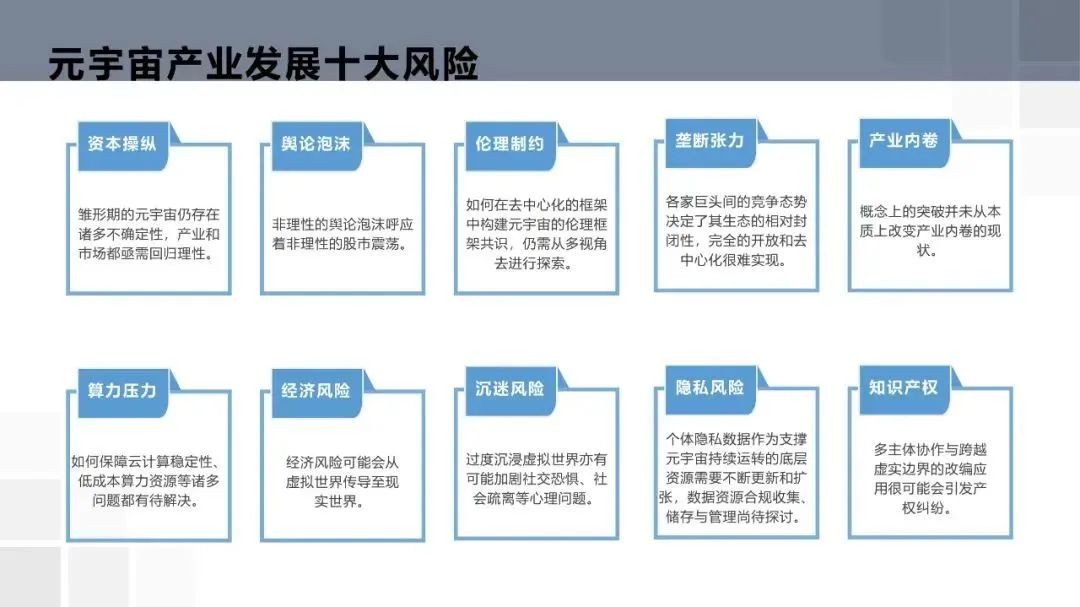 元宇宙产业发展十大风险
资本操纵
雏形期的元宇宙仍存在
诸多不确定性，产业和
市场都亟需回归理性。
舆论泡沫
非理性的舆论泡沫呼应
着非理性的股市震荡。
伦理制约
如何在去中心化的框架
中构建元宇宙的伦理框
架共识，仍需从多视角
去进行探索。
垄断张力
各家巨头间的竞争态势
决定了其生态的相对封
闭性，完全的开放和去
中心化很难实现。
产业内卷
概念上的突破并未从本
质上改变产业内卷的现
状。
算力压力
如何保障云计算稳定性、
低成本算力资源等诸多
问题都有待解决。
经济风险
经济风险可能会从
虚拟世界传导至现
实世界。
沉迷风险
过度沉浸虚拟世界亦有
可能加剧社交恐惧、社
会疏离等心理问题。
隐私风险
个体隐私数据作为支撑
元宇宙持续运转的底层
资源需要不断更新和扩
张，数据资源合规收集、
储存与管理尚待探讨。
知识产权
多主体协作与跨越
虚实边界的改编应
用很可能会引发产
权纠纷。